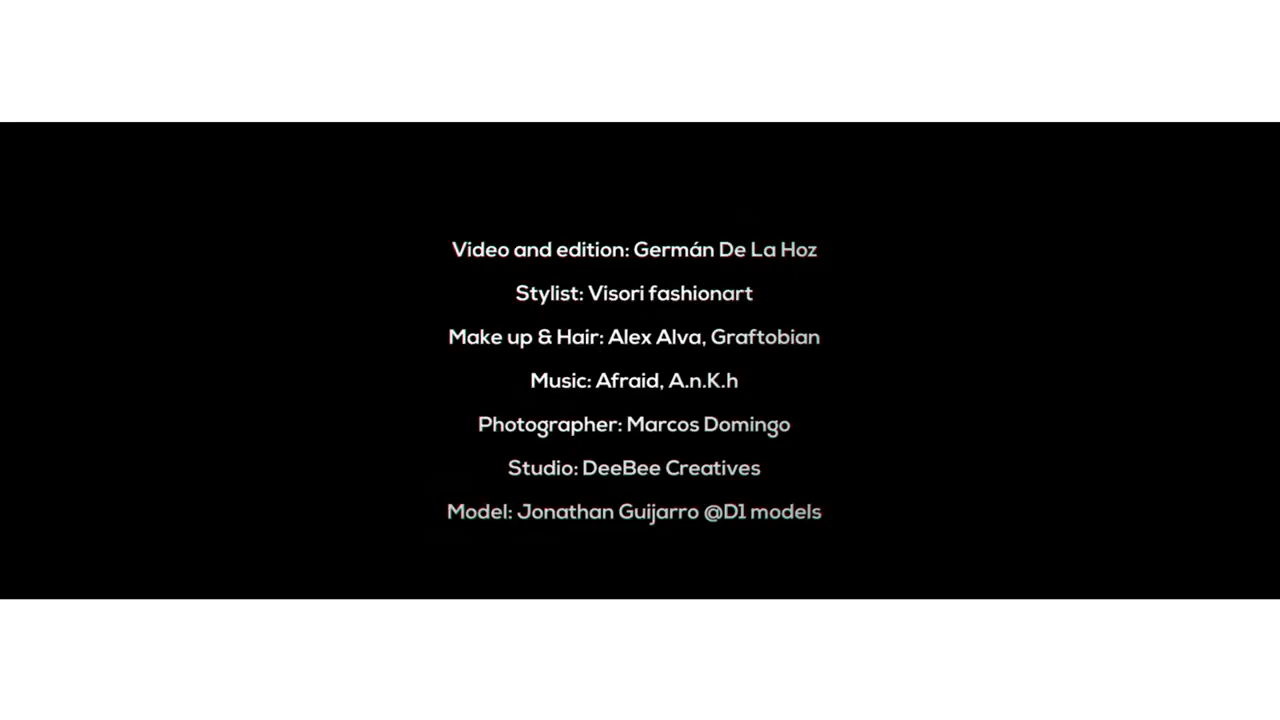 Video and edition: Germán De La Hoz
Stylist: Visori fashionart
Make up & Hair: Alex Alva, Graftobian
Music: Afraid, A.n.K.h
Photographer: Marcos Domingo
Studio: DeeBee Creatives
Model: Jonathan Guijarro @D1 models